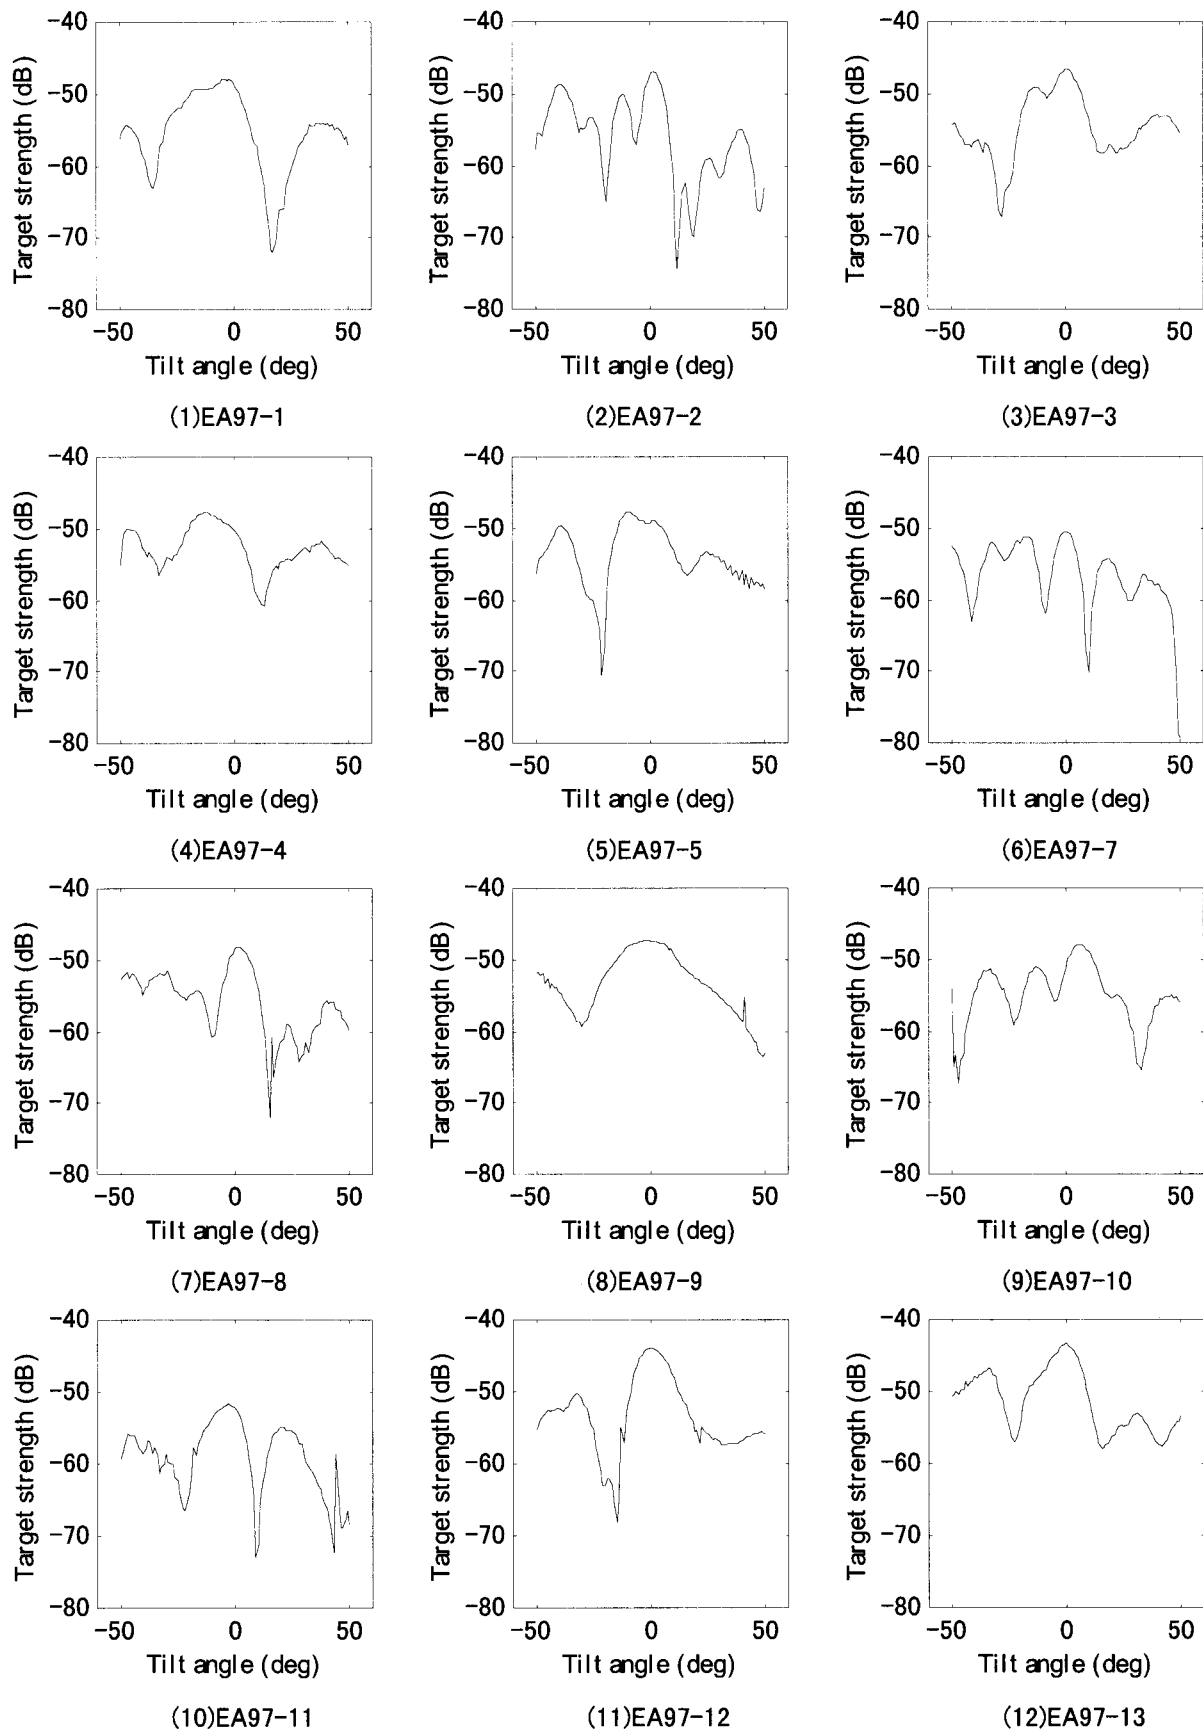 -40
-50
-60
-70
-80
Target strength (dB)
-50 0 50
Tilt angle (deg)
(1)EA97-1
-40
-50
-60
-70
-80
Target strength (dB)
-50 0 50
Tilt angle (deg)
(2)EA97-2
-40
-50
-60
-70
-80
Target strength (dB)
-50 0 50
Tilt angle (deg)
(3)EA97-3
-40
-50
-60
-70
-80
Target strength (dB)
-50 0 50
Tilt angle (deg)
(4)EA97-4
-40
-50
-60
-70
-80
Target strength (dB)
-50 0 50
Tilt angle (deg)
(5)EA97-5
-40
-50
-60
-70
-80
Target strength (dB)
-50 0 50
Tilt angle (deg)
(6)EA97-7
-40
-50
-60
-70
-80
Target strength (dB)
-50 0 50
Tilt angle (deg)
(7)EA97-8
-40
-50
-60
-70
-80
Target strength (dB)
-50 0 50
Tilt angle (deg)
(8)EA97-9
-40
-50
-60
-70
-80
Target strength (dB)
-50 0 50
Tilt angle (deg)
(9)EA97-10
-40
-50
-60
-70
-80
Target strength (dB)
-50 0 50
Tilt angle (deg)
(10)EA97-11
-40
-50
-60
-70
-80
Target strength (dB)
-50 0 50
Tilt angle (deg)
(11)EA97-12
-40
-50
-60
-70
-80
Target strength (dB)
-50 0 50
Tilt angle (deg)
(12)EA97-13